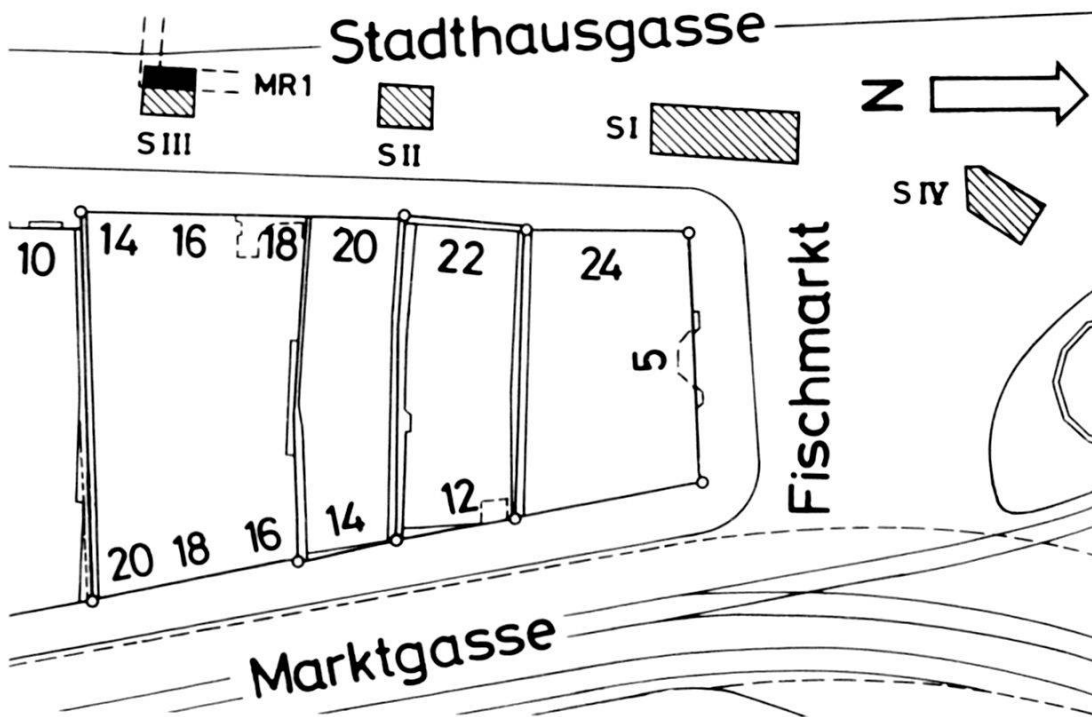 Stadthausgasse
MR1
N
S III
S II
S I
S IV
10
14
16
18
20
22
24
5
Fischmarkt
20
18
16
14
12
Marktgasse